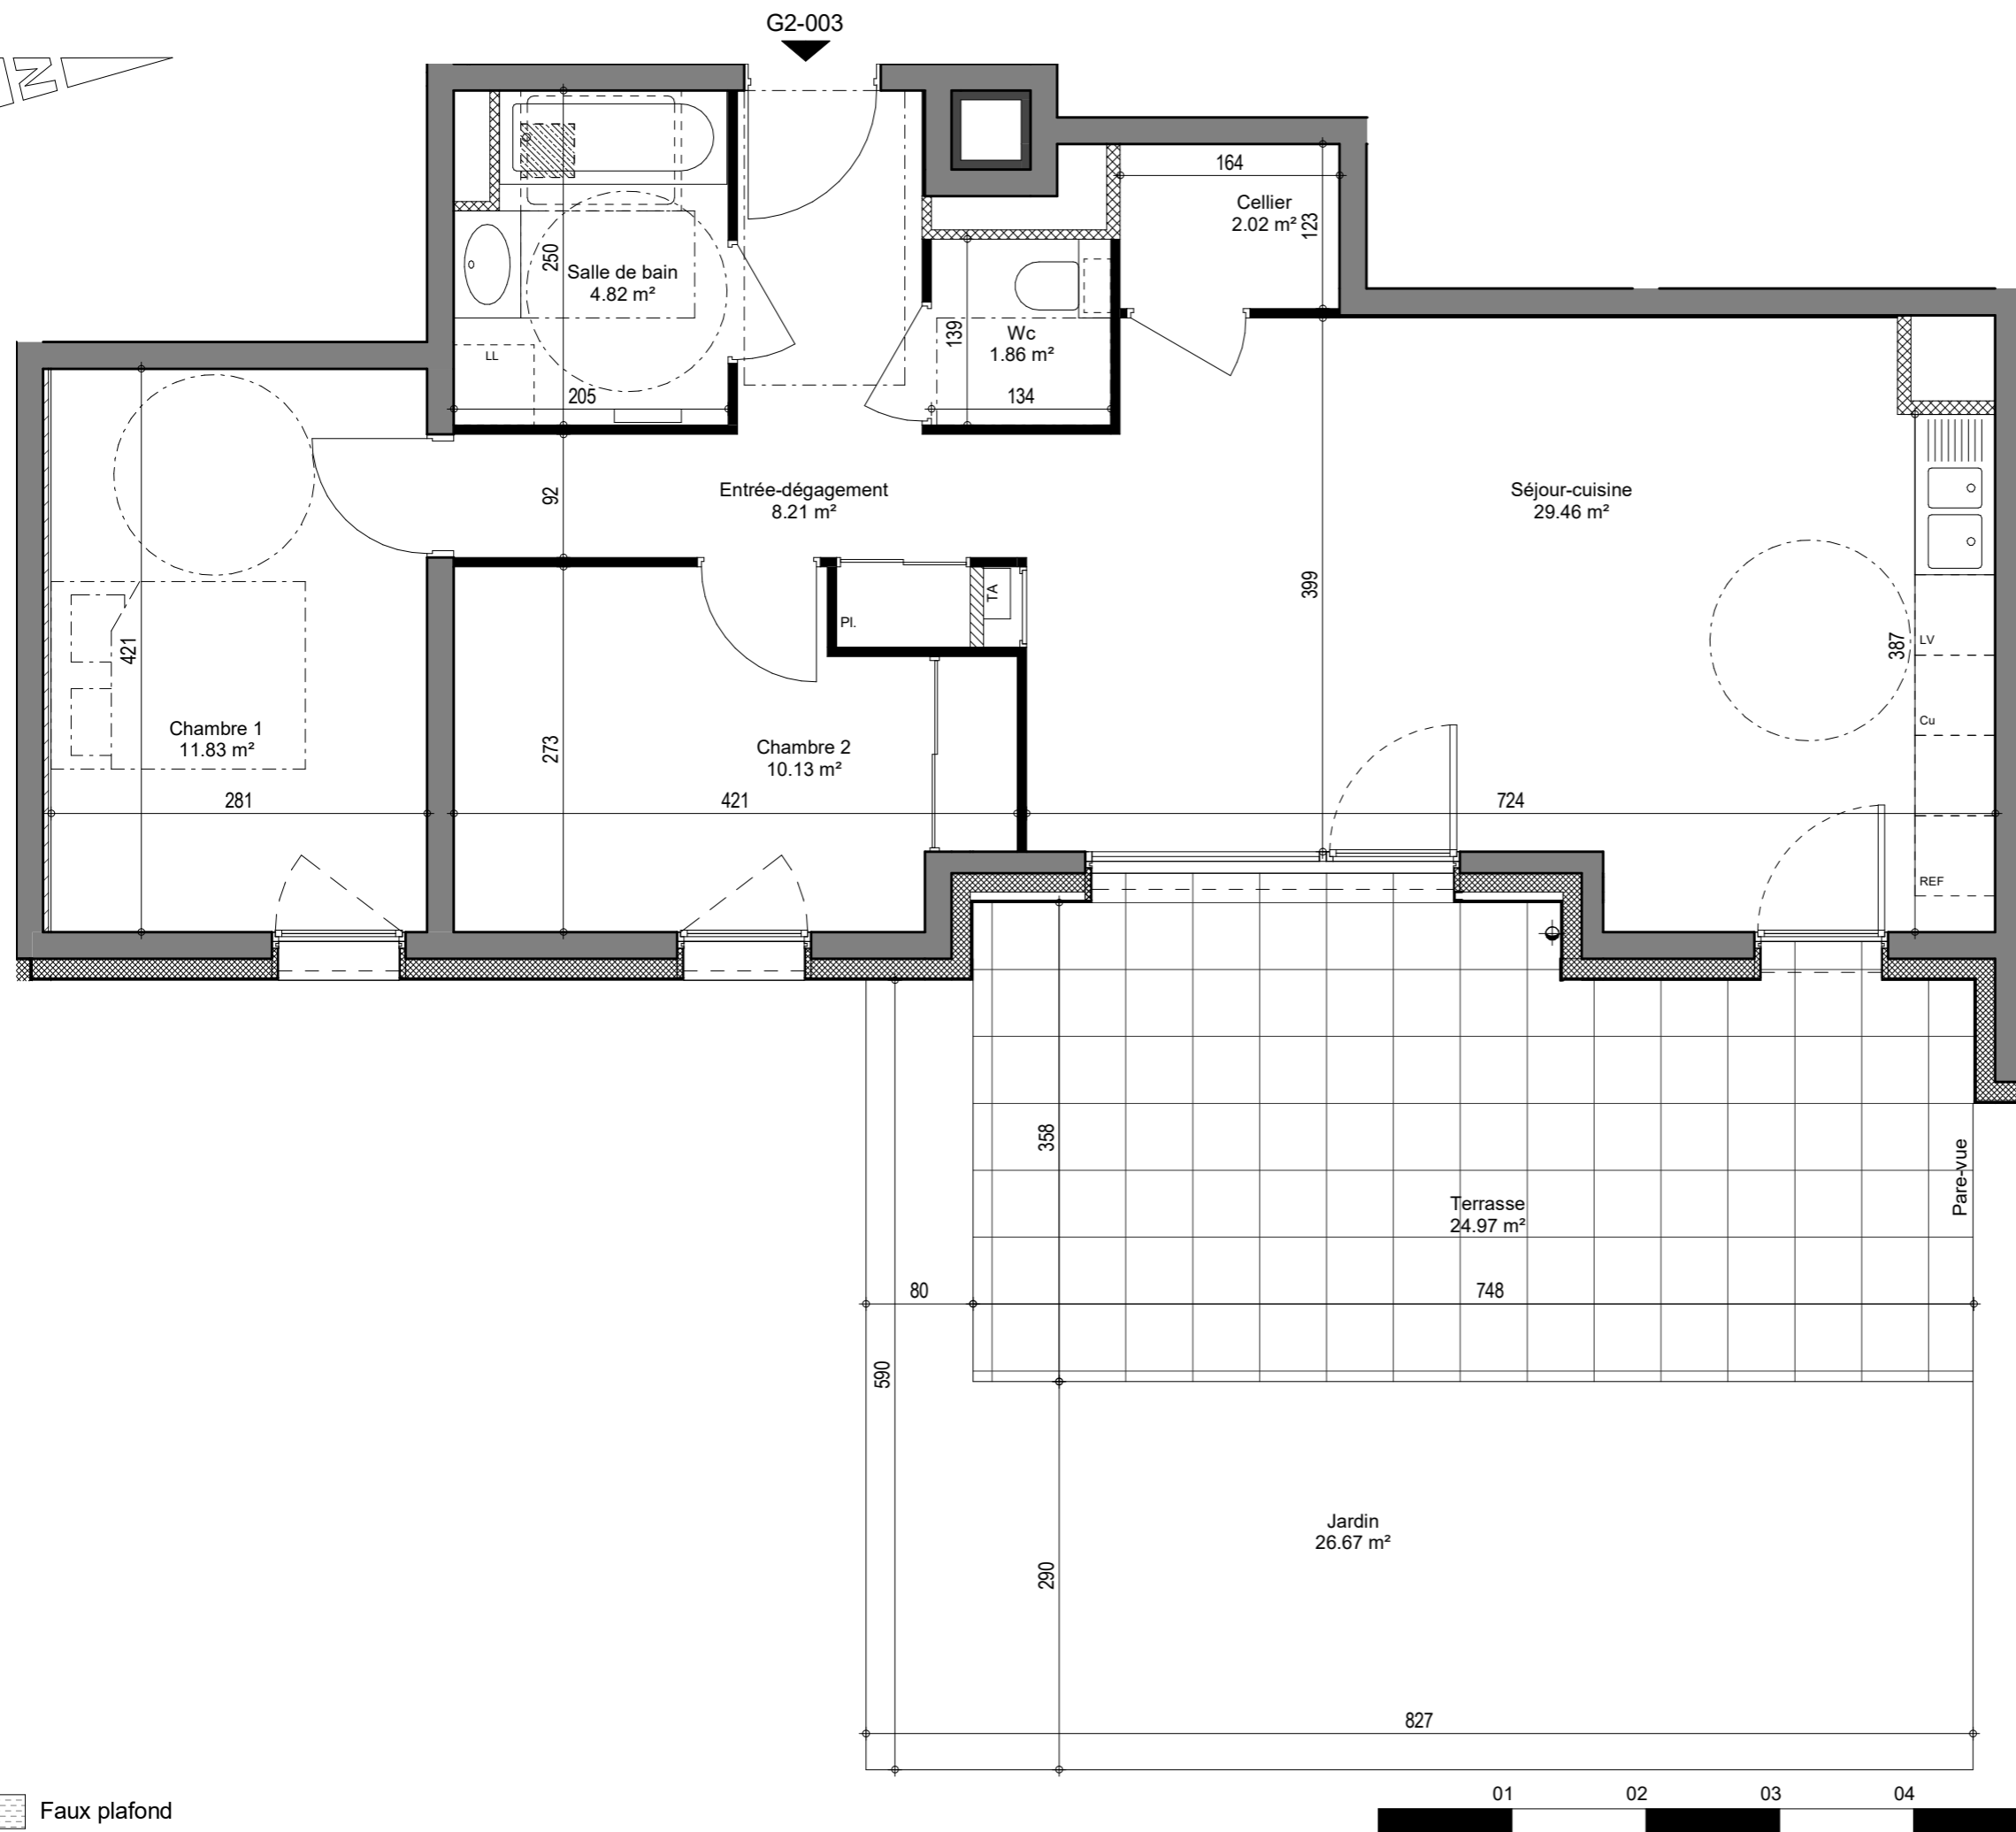 G2-003
N
164
Cellier
2.02 m²
123
250
Salle de bain
4.82 m²
139
Wc
1.86 m²
LL
205
134
92
Entrée-dégagement
8.21 m²
Séjour-cuisine
29.46 m²
399
TA
Pl.
421
387
LV
Cu
Chambre 1
11.83 m²
273
Chambre 2
10.13 m²
281
421
724
REF
358
Pare-vue
Terrasse
24.97 m²
80
748
590
Jardin
26.67 m²
290
827
Faux plafond
01
02
03
04